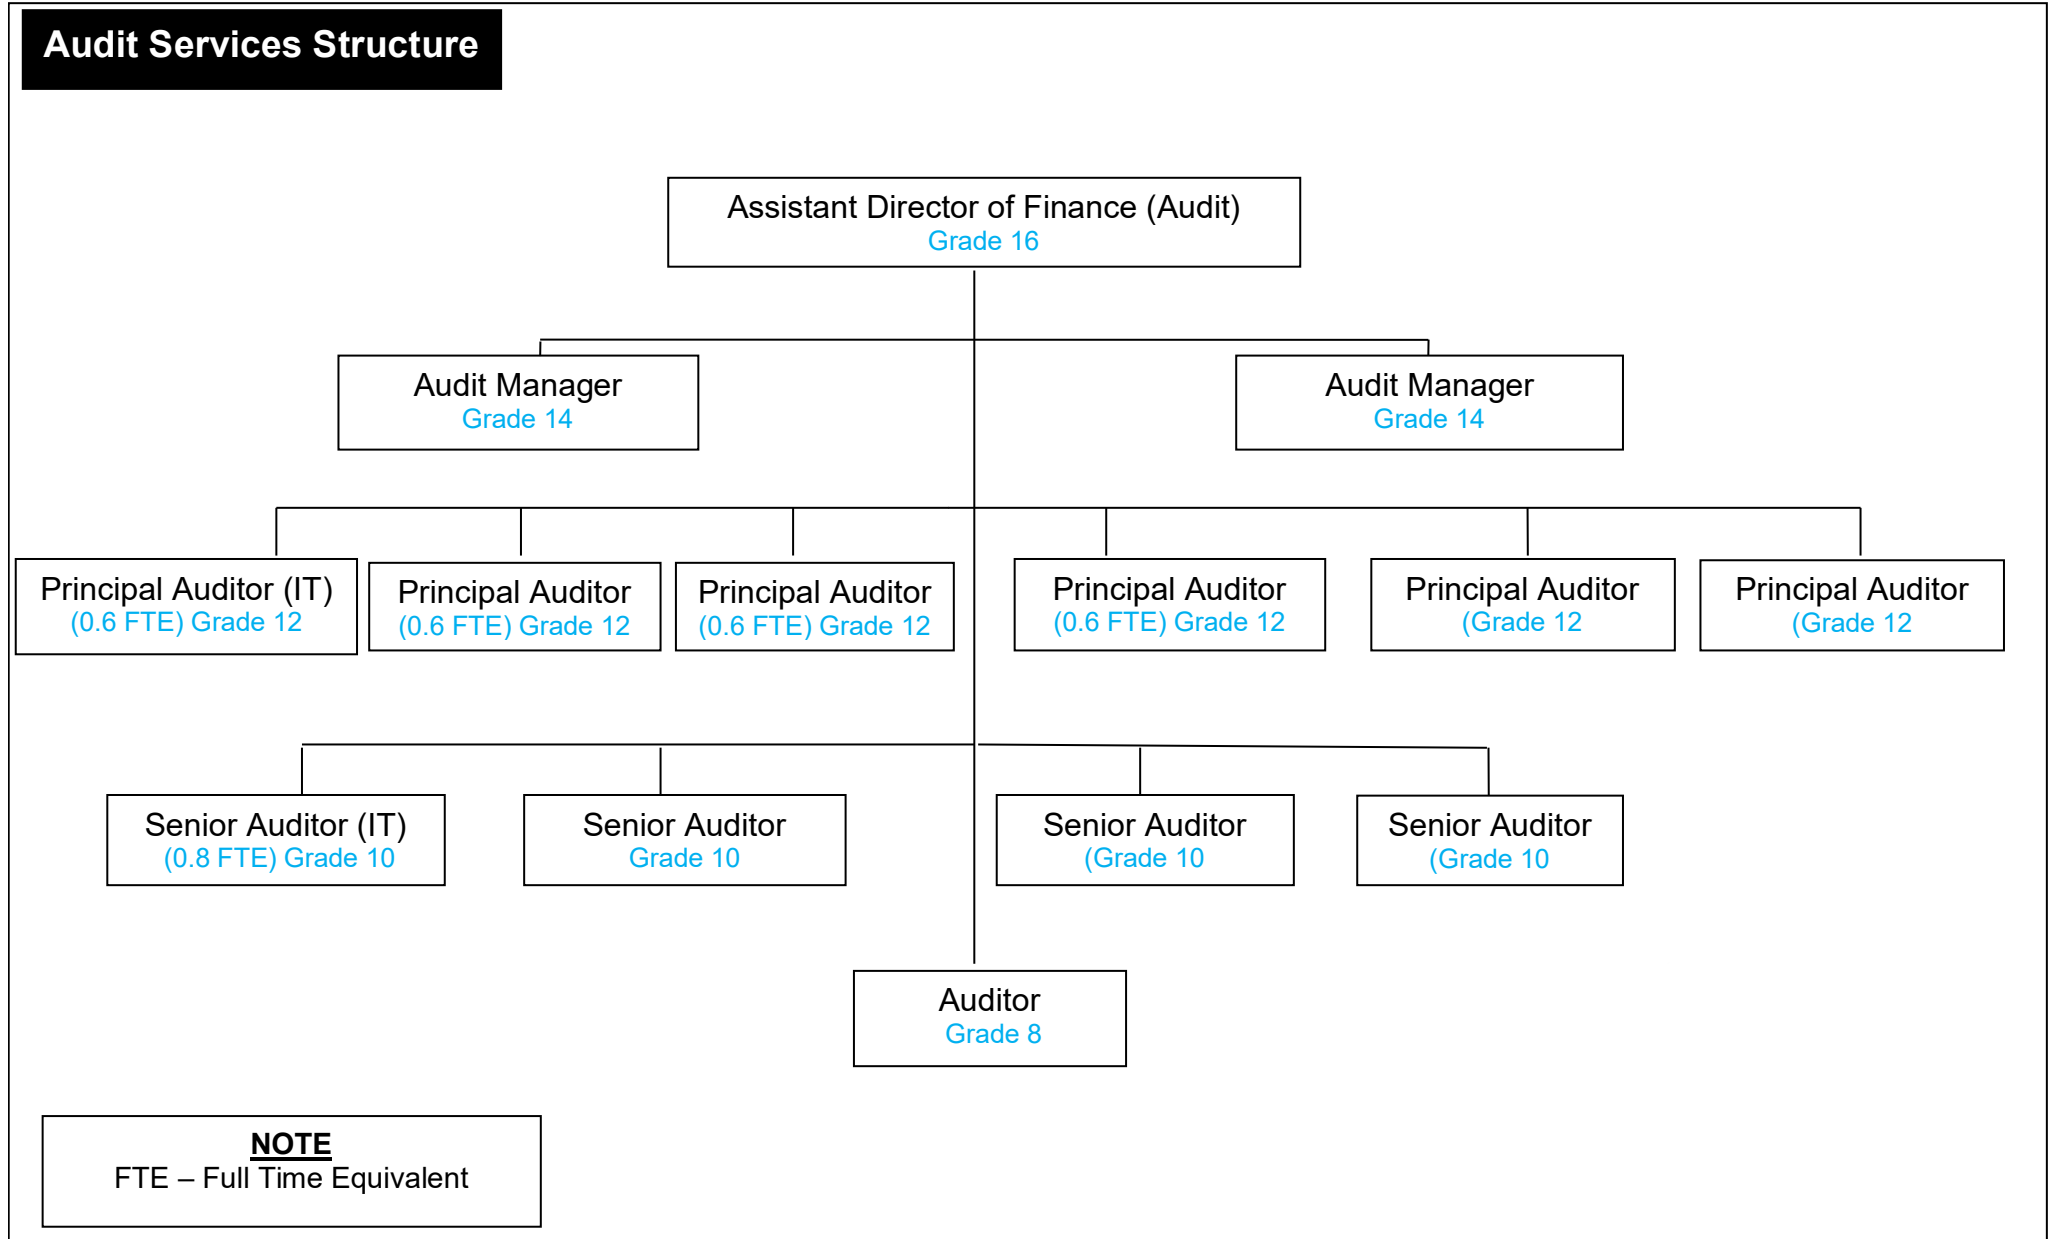 Audit Services Structure
Assistant Director of Finance (Audit)
Grade 16
Audit Manager
Grade 14
Audit Manager
Grade 14
Principal Auditor (IT)
(0.6 FTE) Grade 12
Principal Auditor
(0.6 FTE) Grade 12
Principal Auditor
(0.6 FTE) Grade 12
Principal Auditor
(0.6 FTE) Grade 12
Principal Auditor
(Grade 12
Principal Auditor
(Grade 12
Senior Auditor (IT)
(0.8 FTE) Grade 10
Senior Auditor
Grade 10
Senior Auditor
(Grade 10
Senior Auditor
(Grade 10
Auditor
Grade 8
NOTE
FTE – Full Time Equivalent